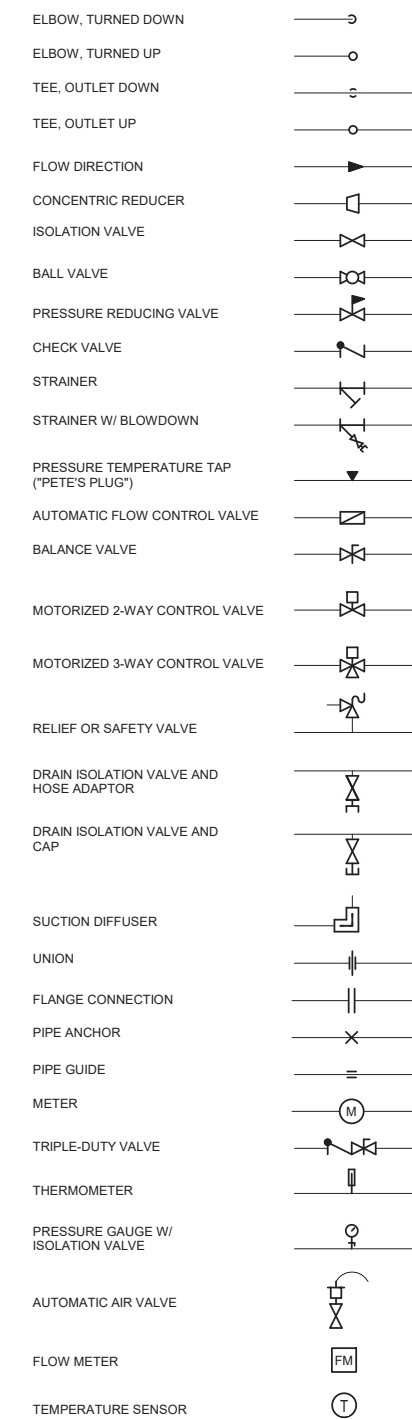 ELBOW, TURNED DOWN
ELBOW, TURNED UP
TEE, OUTLET DOWN
TEE, OUTLET UP
FLOW DIRECTION
CONCENTRIC REDUCER
ISOLATION VALVE
BALL VALVE
PRESSURE REDUCING VALVE
CHECK VALVE
STRAINER
STRAINER W/ BLOWDOWN
PRESSURE TEMPERATURE TAP
("PETE'S PLUG")
AUTOMATIC FLOW CONTROL VALVE
BALANCE VALVE
MOTORIZED 2-WAY CONTROL VALVE
MOTORIZED 3-WAY CONTROL VALVE
RELIEF OR SAFETY VALVE
DRAIN ISOLATION VALVE AND
HOSE ADAPTOR
DRAIN ISOLATION VALVE AND
CAP
SUCTION DIFFUSER
UNION
FLANGE CONNECTION
PIPE ANCHOR
PIPE GUIDE
METER M
TRIPLE-DUTY VALVE
THERMOMETER
PRESSURE GAUGE W/
ISOLATION VALVE
AUTOMATIC AIR VALVE
FLOW METER FM
TEMPERATURE SENSOR T